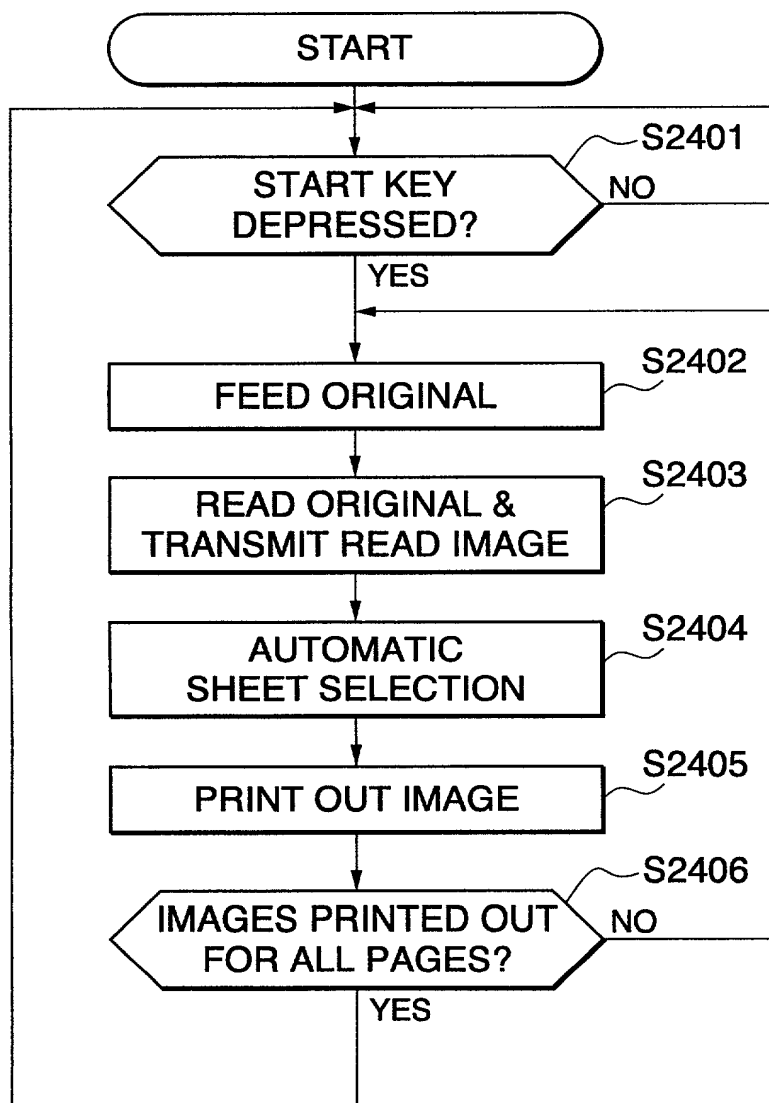 START
S2401
START KEY
DEPRESSED?
NO
YES
S2402
FEED ORIGINAL
S2403
READ ORIGINAL &
TRANSMIT READ IMAGE
S2404
AUTOMATIC
SHEET SELECTION
S2405
PRINT OUT IMAGE
S2406
IMAGES PRINTED OUT
FOR ALL PAGES?
NO
YES